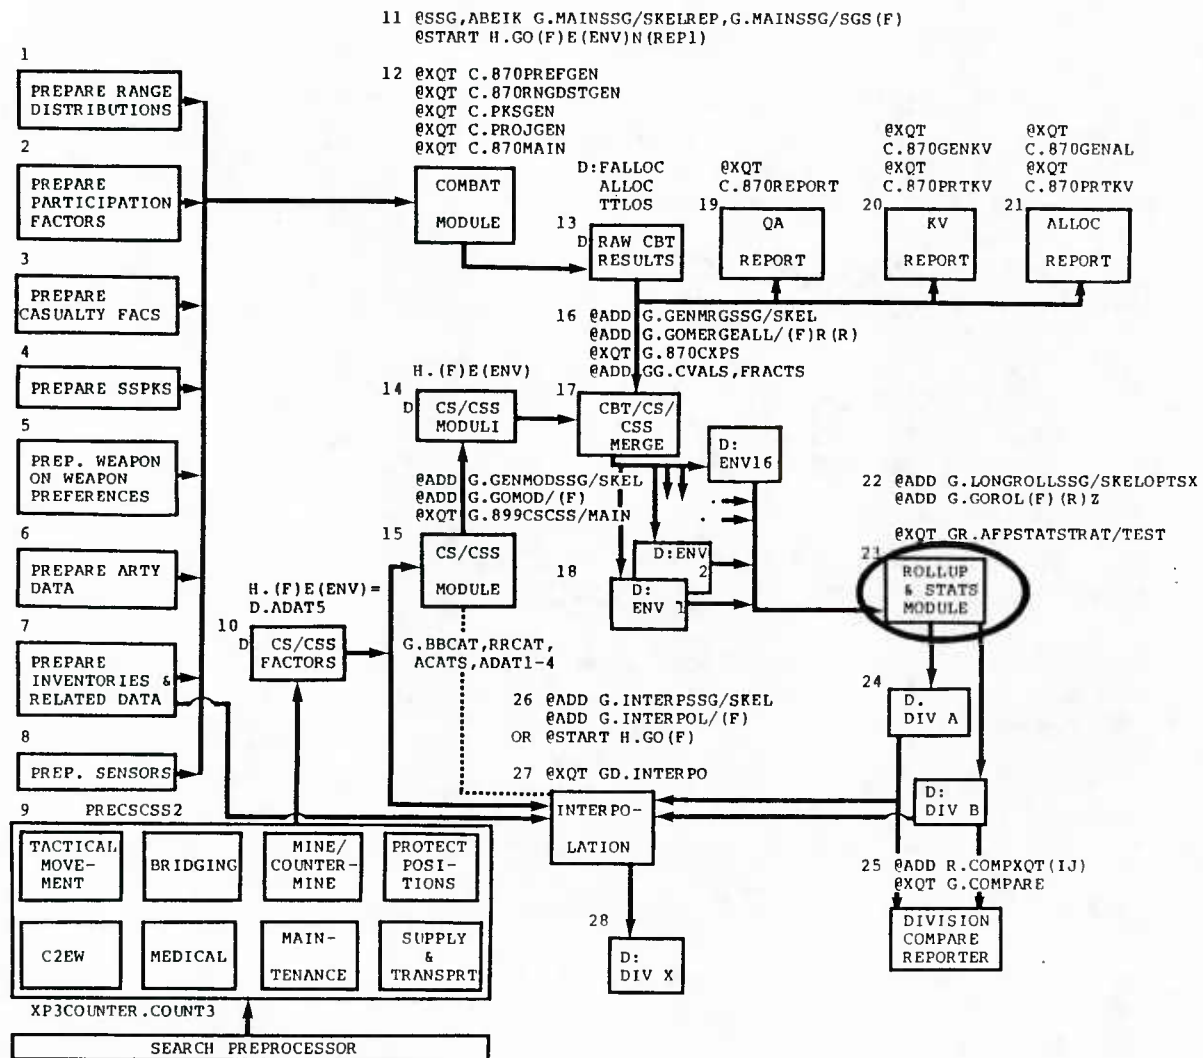 11 @SSG,ABEIK G.MAINSSG/SKELREP,G.MAINSSG/SGS(F)
@START H.GO(F)E(ENV)N(REP1)
1
PREPARE RANGE
DISTRIBUTIONS
2
PREPARE
PARTICIPATION
FACTORS
3
PREPARE
CASUALTY FACS
4
PREPARE SSPKS
5
PREP. WEAPON
ON WEAPON
PREFERENCES
6
PREPARE ARTY
DATA
7
PREPARE
INVENTORIES &
RELATED DATA
8
PREP. SENSORS
12 @XQT C.870PREFGEN
@XQT C.870RNGDSTGEN
@XQT C.PKSGEN
@XQT C.PROJGEN
@XQT C.870MAIN
COMBAT
MODULE
D:FALLOC
ALLOC
TTLOS
13
D RAW CBT
RESULTS
@XQT
C.870REPORT
19
QA
REPORT
@XQT
C.870GENKV
@XQT
C.870PRTKV
20
KV
REPORT
@XQT
C.870GENAL
@XQT
C.870PRTKV
21
ALLOC
REPORT
16 @ADD G.GENMRGSSG/SKEL
@ADD G.GOMERGEALL/(F)R(R)
@XQT G.870CXPS
@ADD GG.CVALS,FRACTS
H.(F)E(ENV)
14
D CS/CSS
MODULI
17
CBT/CS/
CSS
MERGE
D:
ENV16
@ADD G.GENMODSSG/SKEL
@ADD G.GOMOD/(F)
@XQT G.899CSCSS/MAIN
15
CS/CSS
MODULE
18
D:ENV
2
D:
ENV 1
22 @ADD G.LONGROLLSSG/SKELOPTSX
@ADD G.GOROL(F)(R)Z
@XQT GR.AFPSTATSTRAT/TEST
23
ROLLUP
& STATS
MODULE
H.(F)E(ENV)=
D.ADAT5
10
D CS/CSS
FACTORS
G.BBCAT,RRCAT,
ACATS,ADAT1-4
24
D.
DIV A
26 @ADD G.INTERPSSG/SKEL
@ADD G.INTERPOL/(F)
OR @START H.GO(F)
27 @XQT GD.INTERPO
INTERPO-
LATION
D:
DIV B
25 @ADD R.COMPXQT(IJ)
@XQT G.COMPARE
DIVISION
COMPARE
REPORTER
28
D:
DIV X
9 PRECSCSS2
TACTICAL
MOVE-
MENT
BRIDGING
MINE/
COUNTER-
MINE
PROTECT
POSI-
TIONS
C2EW
MEDICAL
MAIN-
TENANCE
SUPPLY
&
TRANSPRT
XP3COUNTER.COUNT3
SEARCH PREPROCESSOR